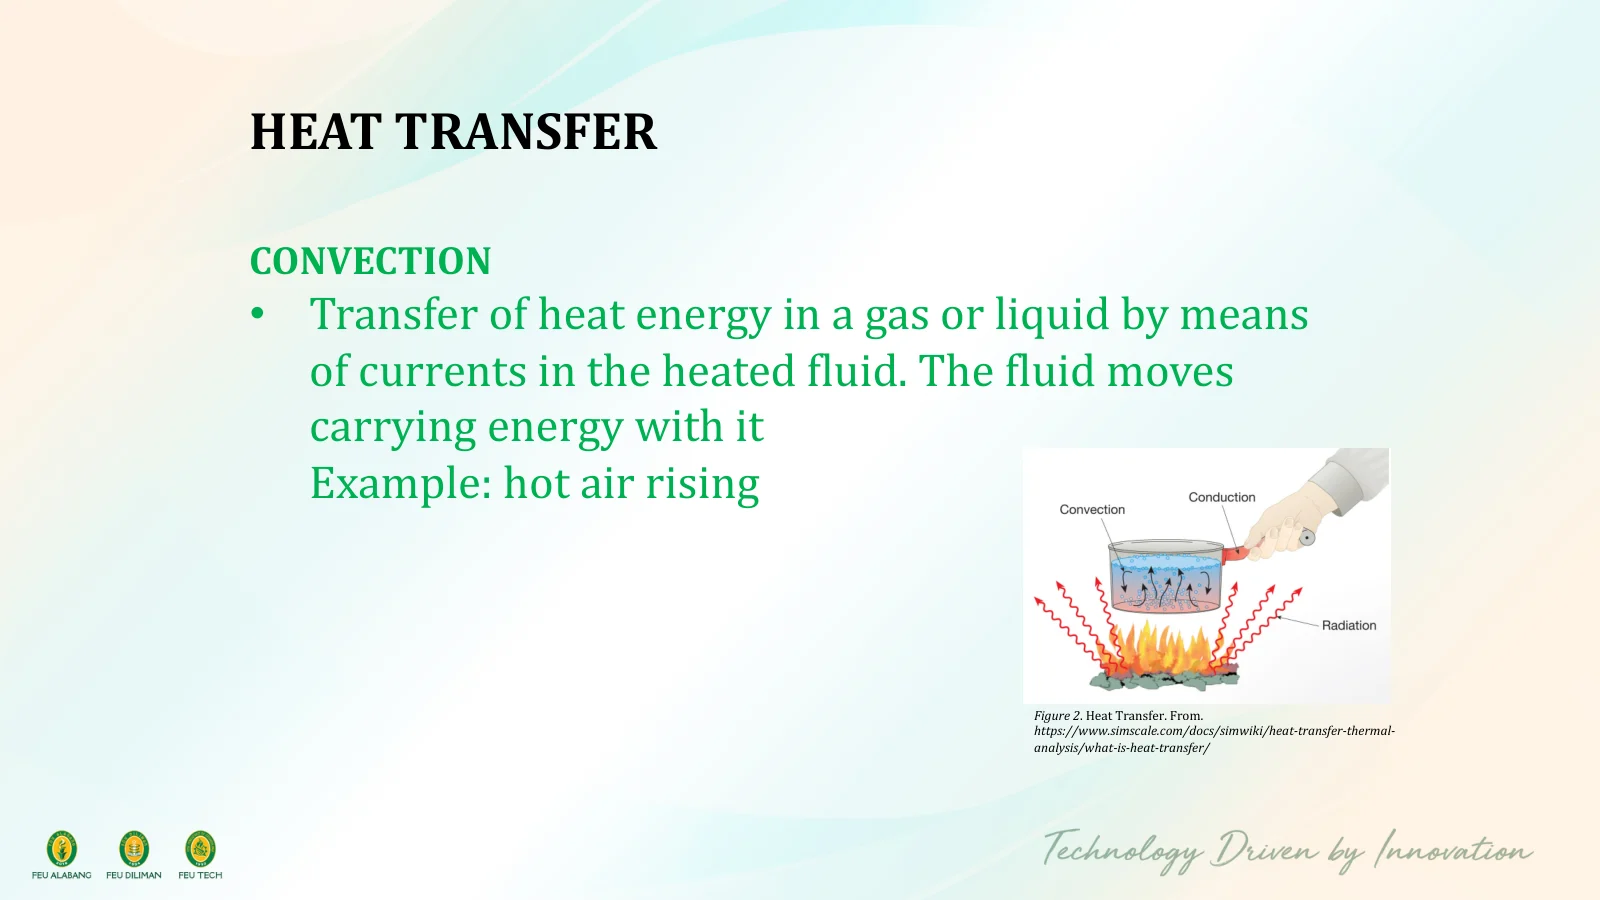 HEAT TRANSFER
CONVECTION
• Transfer of heat energy in a gas or liquid by means
of currents in the heated fluid. The fluid moves
carrying energy with it
Example: hot air rising
Conduction
Convection
Radiation
Figure 2. Heat Transfer. From.
https://www.simscale.com/docs/simwiki/heat-transfer-thermal-
analysis/what-is-heat-transfer/
FEU ALABANG FEU DILIMAN FEU TECH
Technology Driven by Innovation